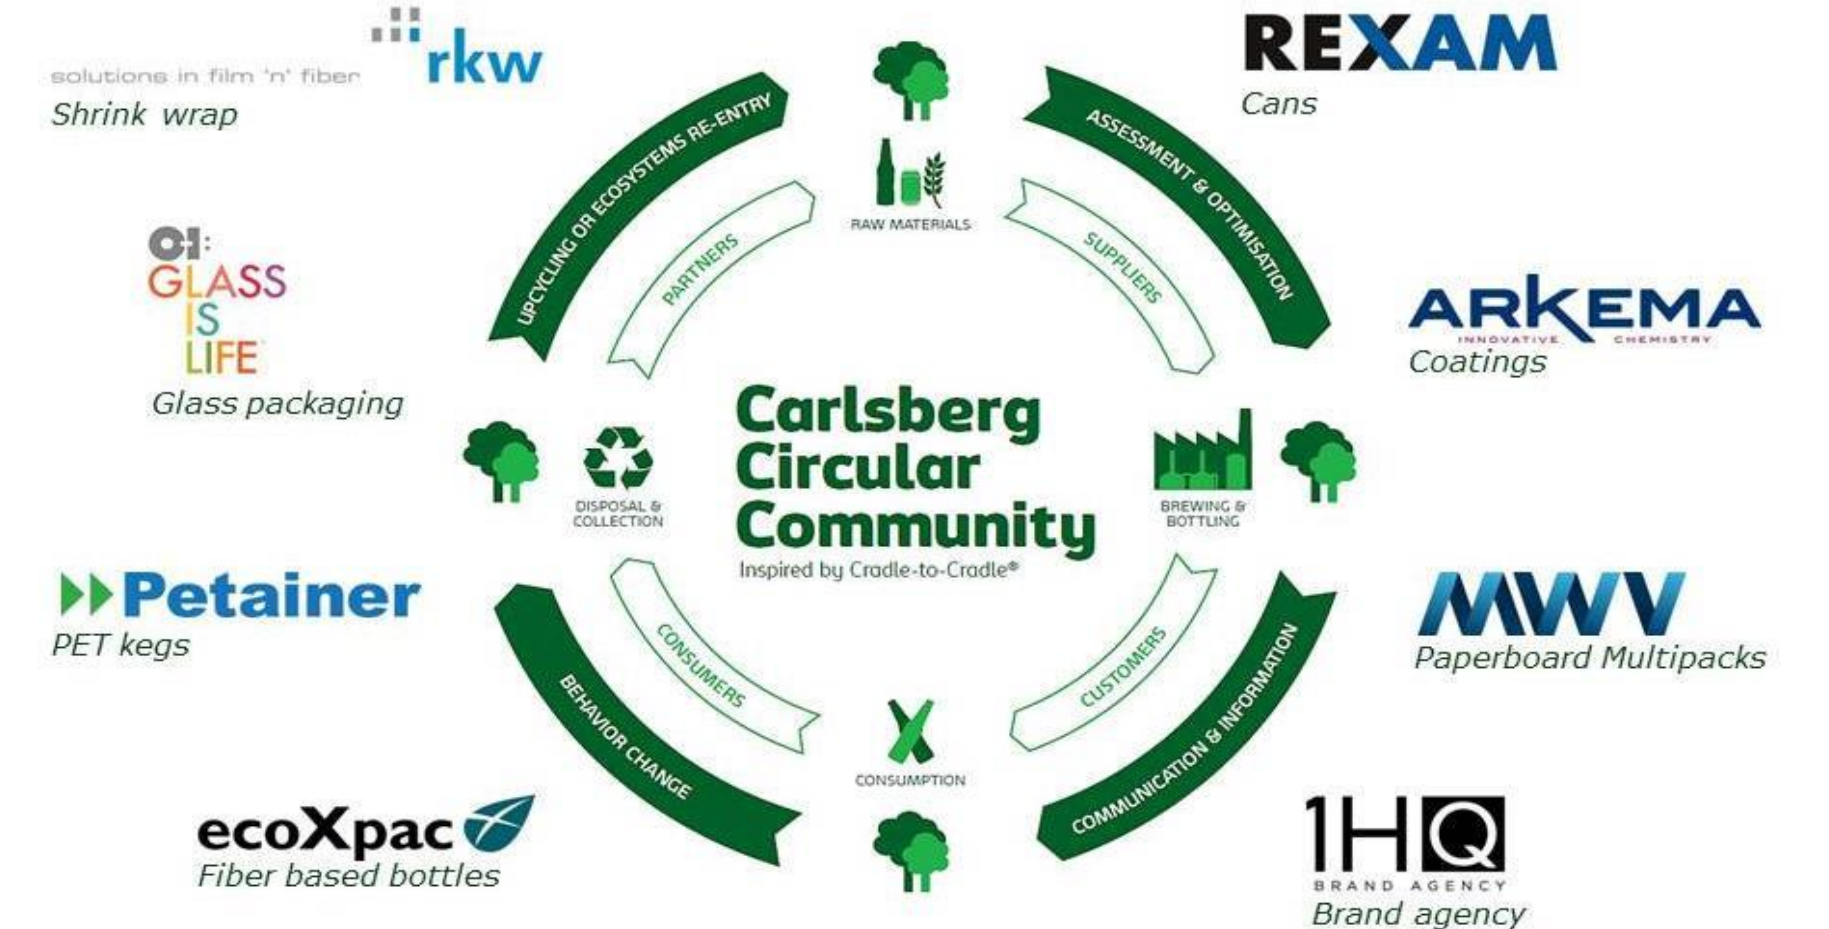 rkw
solutions in film 'n' fiber
Shrink wrap
REXAM
Cans
UPCYCLING OR ECOSYSTEMS RE-ENTRY
ASSESSMENT & OPTIMISATION
PARTNERS
RAW MATERIALS
SUPPLIERS
O-I:
GLASS
IS
LIFE
Glass packaging
ARKEMA
INNOVATIVE CHEMISTRY
Coatings
Carlsberg
Circular
Community
Inspired by Cradle-to-Cradle®
DISPOSAL &
COLLECTION
BREWING &
BOTTLING
Petainer
PET kegs
MWV
Paperboard Multipacks
CONSUMERS
CUSTOMERS
BEHAVIOR CHANGE
COMMUNICATION & INFORMATION
CONSUMPTION
ecoXpac
Fiber based bottles
1HQ
BRAND AGENCY
Brand agency